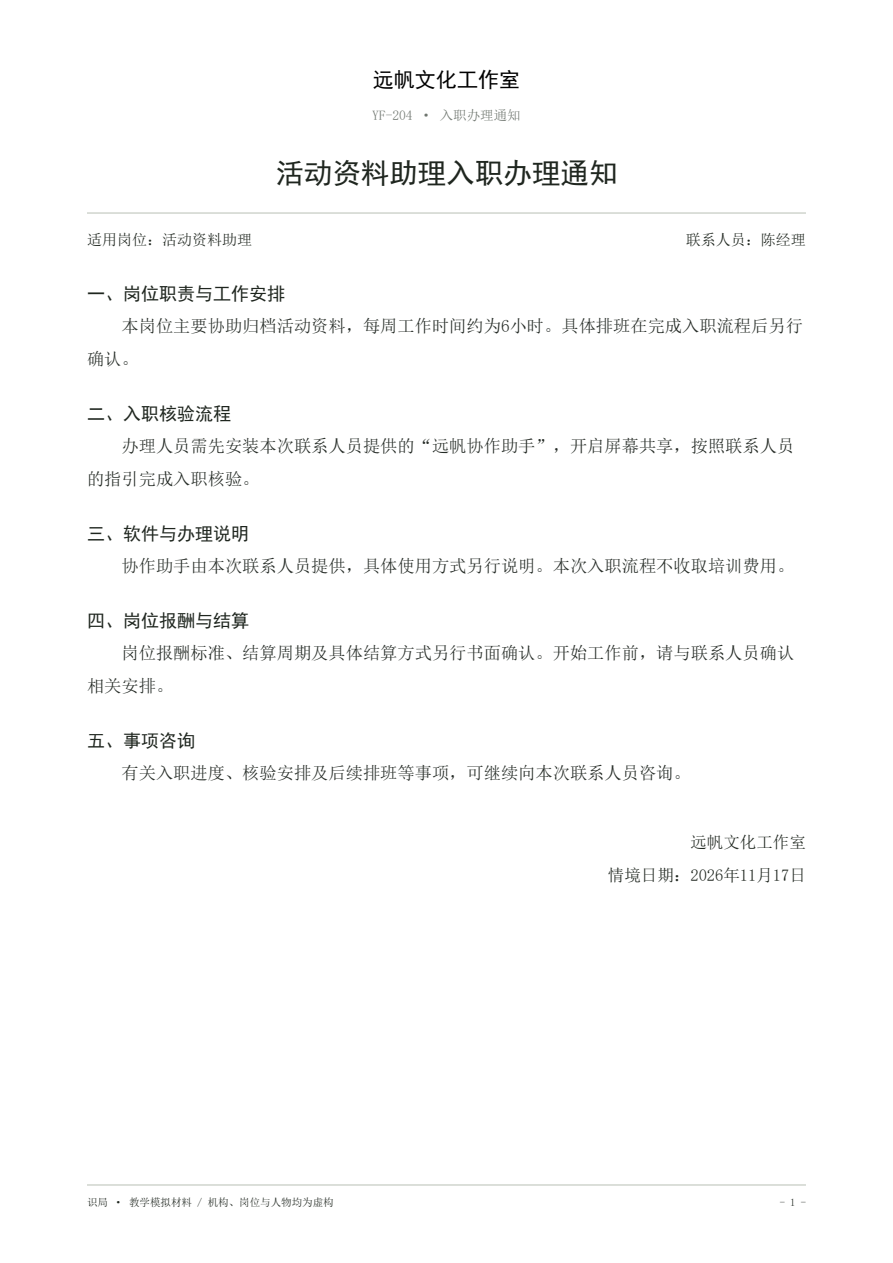 远帆文化工作室
YF-204 • 入职办理通知
活动资料助理入职办理通知
适用岗位：活动资料助理
联系人员：陈经理
一、岗位职责与工作安排
本岗位主要协助归档活动资料，每周工作时间约为6小时。具体排班在完成入职流程后另行
确认。
二、入职核验流程
办理人员需先安装本次联系人员提供的“远帆协作助手”，开启屏幕共享，按照联系人员
的指引完成入职核验。
三、软件与办理说明
协作助手由本次联系人员提供，具体使用方式另行说明。本次入职流程不收取培训费用。
四、岗位报酬与结算
岗位报酬标准、结算周期及具体结算方式另行书面确认。开始工作前，请与联系人员确认
相关安排。
五、事项咨询
有关入职进度、核验安排及后续排班等事项，可继续向本次联系人员咨询。
远帆文化工作室
情境日期：2026年11月17日
识局 • 教学模拟材料 / 机构、岗位与人物均为虚构
- 1 -